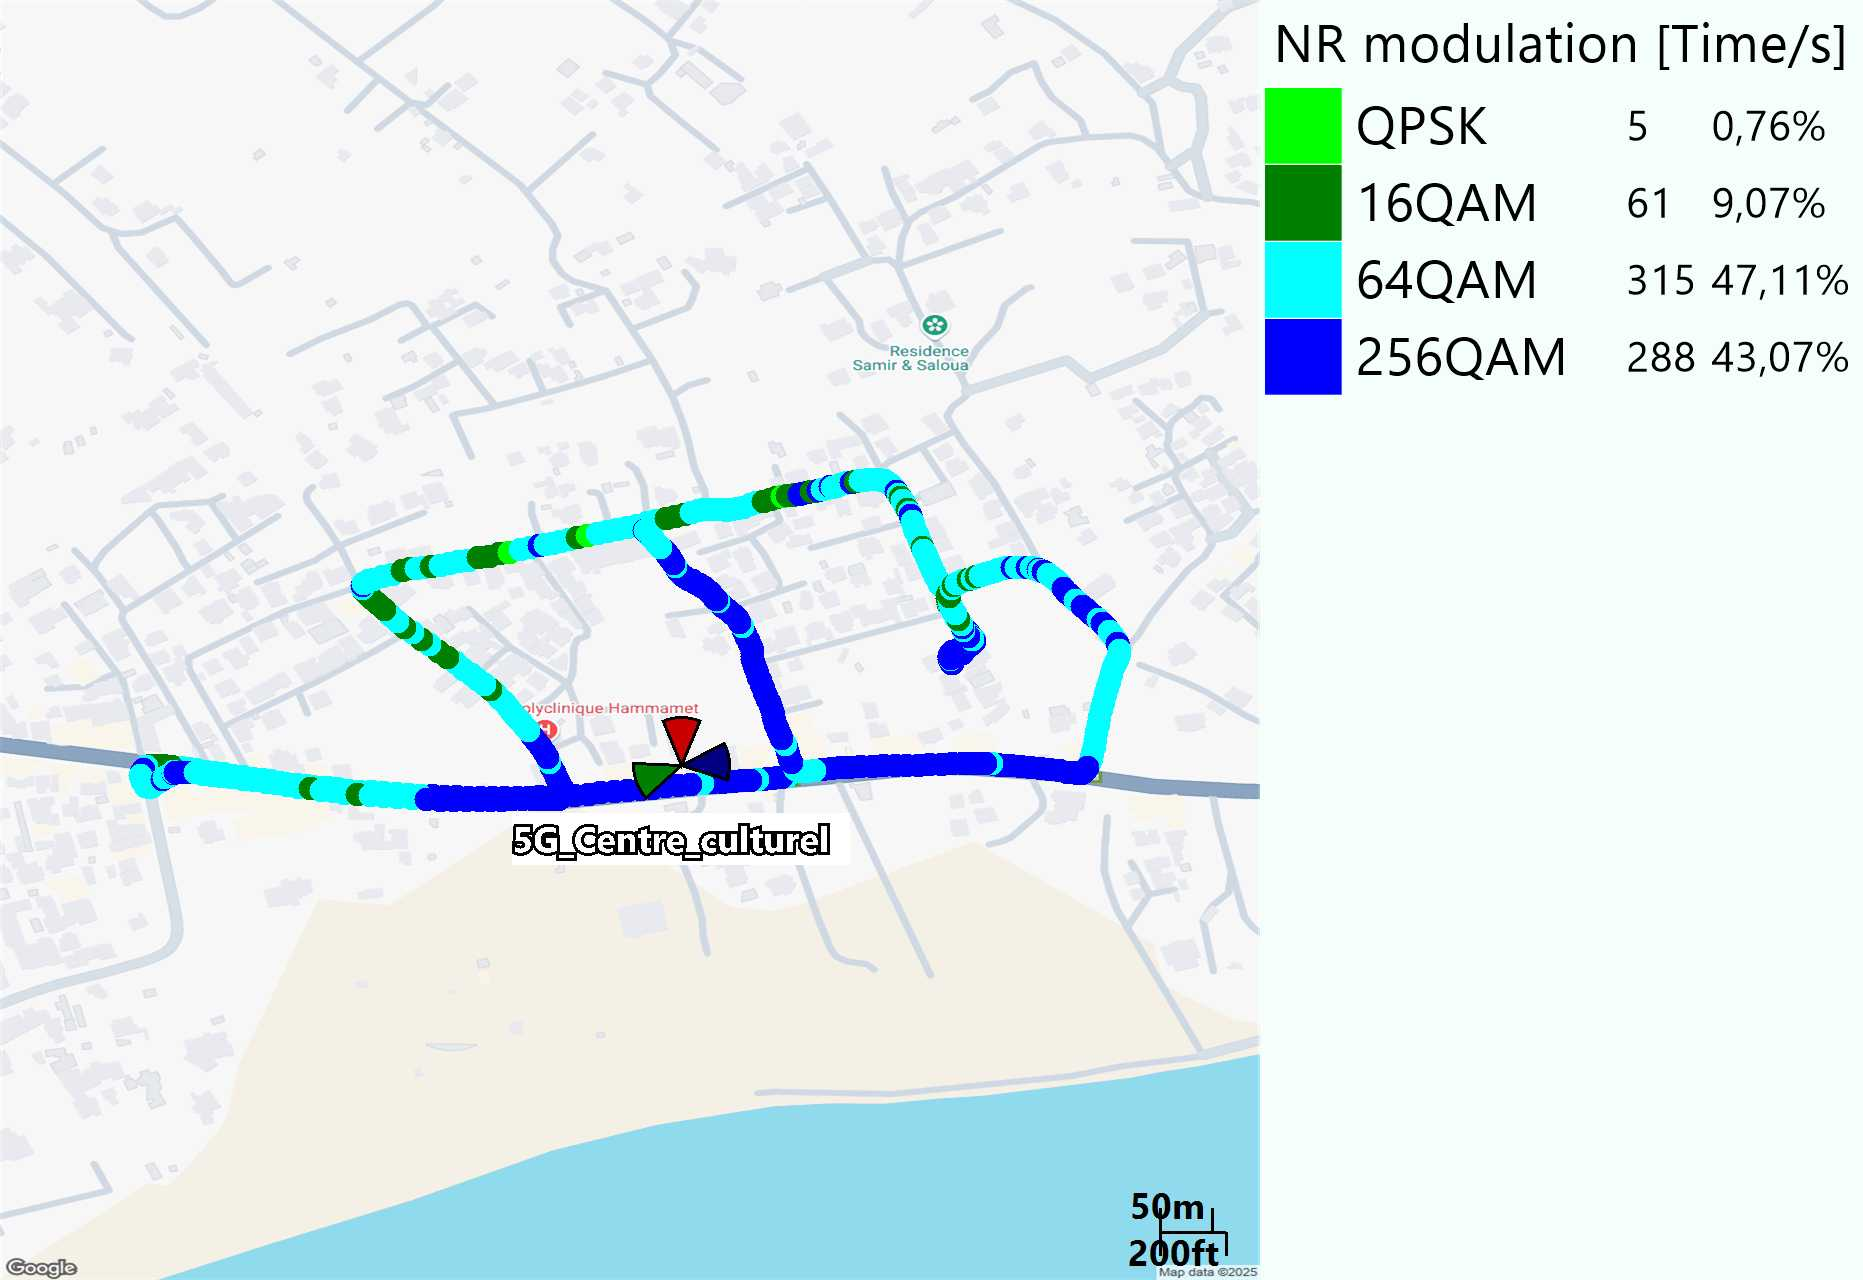 NR modulation [Time/s]
QPSK 5 0,76%
16QAM 61 9,07%
64QAM 315 47,11%
256QAM 288 43,07%
Residence
Samir & Saloua
olyclinique Hammamet
H
5G_Centre_culturel
50m
200ft
Google
Map data ©2025